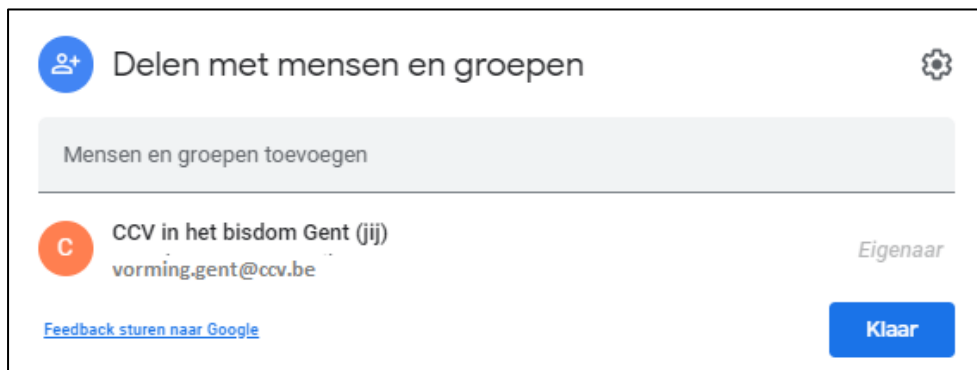 Delen met mensen en groepen
Mensen en groepen toevoegen
C
CCV in het bisdom Gent (jij)
vorming.gent@ccv.be
Eigenaar
Feedback sturen naar Google
Klaar